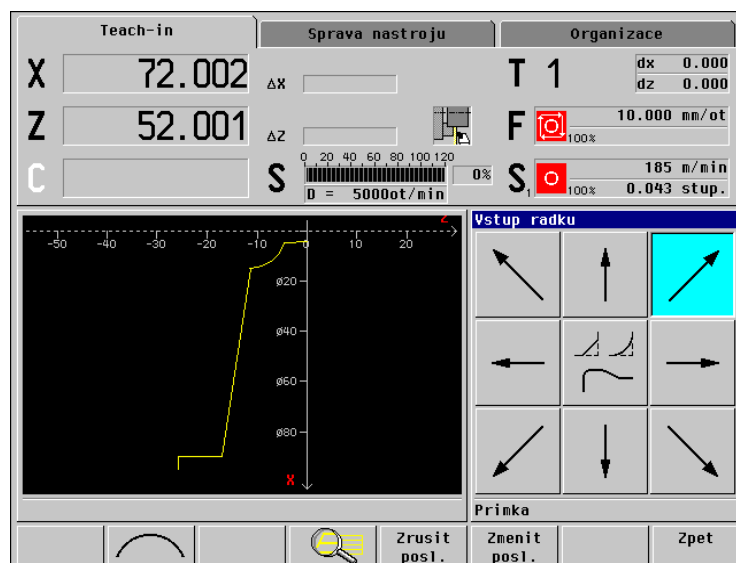 Teach-in
Sprava nastroju
Organizace
X 72.002 ΔX
T 1 dx 0.000
dz 0.000
Z 52.001 ΔZ
F 100% 10.000 mm/ot
C
S 0 20 40 60 80 100 120 0%
D = 5000ot/min
S1 100% 185 m/min
0.043 stup.
Z
-50 -40 -30 -20 -10 0 10 20
ø20
ø40
ø60
ø80
X
Vstup radku
Primka
Zrusit
posl.
Zmenit
posl.
Zpet